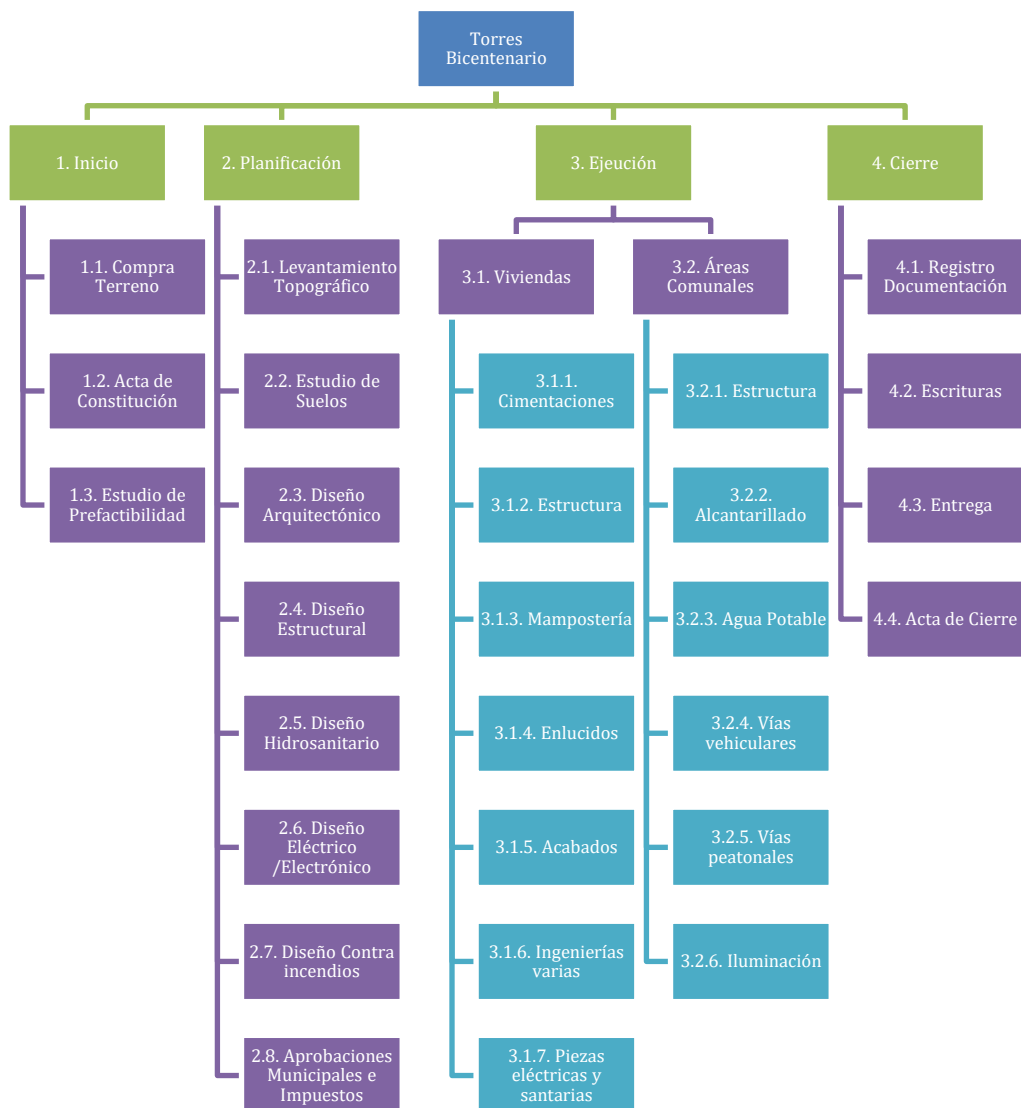 Torres
Bicentenario
1. Inicio
2. Planificación
3. Ejeución
4. Cierre
1.1. Compra
Terreno
1.2. Acta de
Constitución
1.3. Estudio de
Prefactibilidad
2.1. Levantamiento
Topográfico
2.2. Estudio de
Suelos
2.3. Diseño
Arquitectónico
2.4. Diseño
Estructural
2.5. Diseño
Hidrosanitario
2.6. Diseño
Eléctrico
/Electrónico
2.7. Diseño Contra
incendios
2.8. Aprobaciones
Municipales e
Impuestos
3.1. Viviendas
3.1.1.
Cimentaciones
3.1.2. Estructura
3.1.3. Mampostería
3.1.4. Enlucidos
3.1.5. Acabados
3.1.6. Ingenierías
varias
3.1.7. Piezas
eléctricas y
santarias
3.2. Áreas
Comunales
3.2.1. Estructura
3.2.2.
Alcantarillado
3.2.3. Agua Potable
3.2.4. Vías
vehiculares
3.2.5. Vías
peatonales
3.2.6. Iluminación
4.1. Registro
Documentación
4.2. Escrituras
4.3. Entrega
4.4. Acta de Cierre